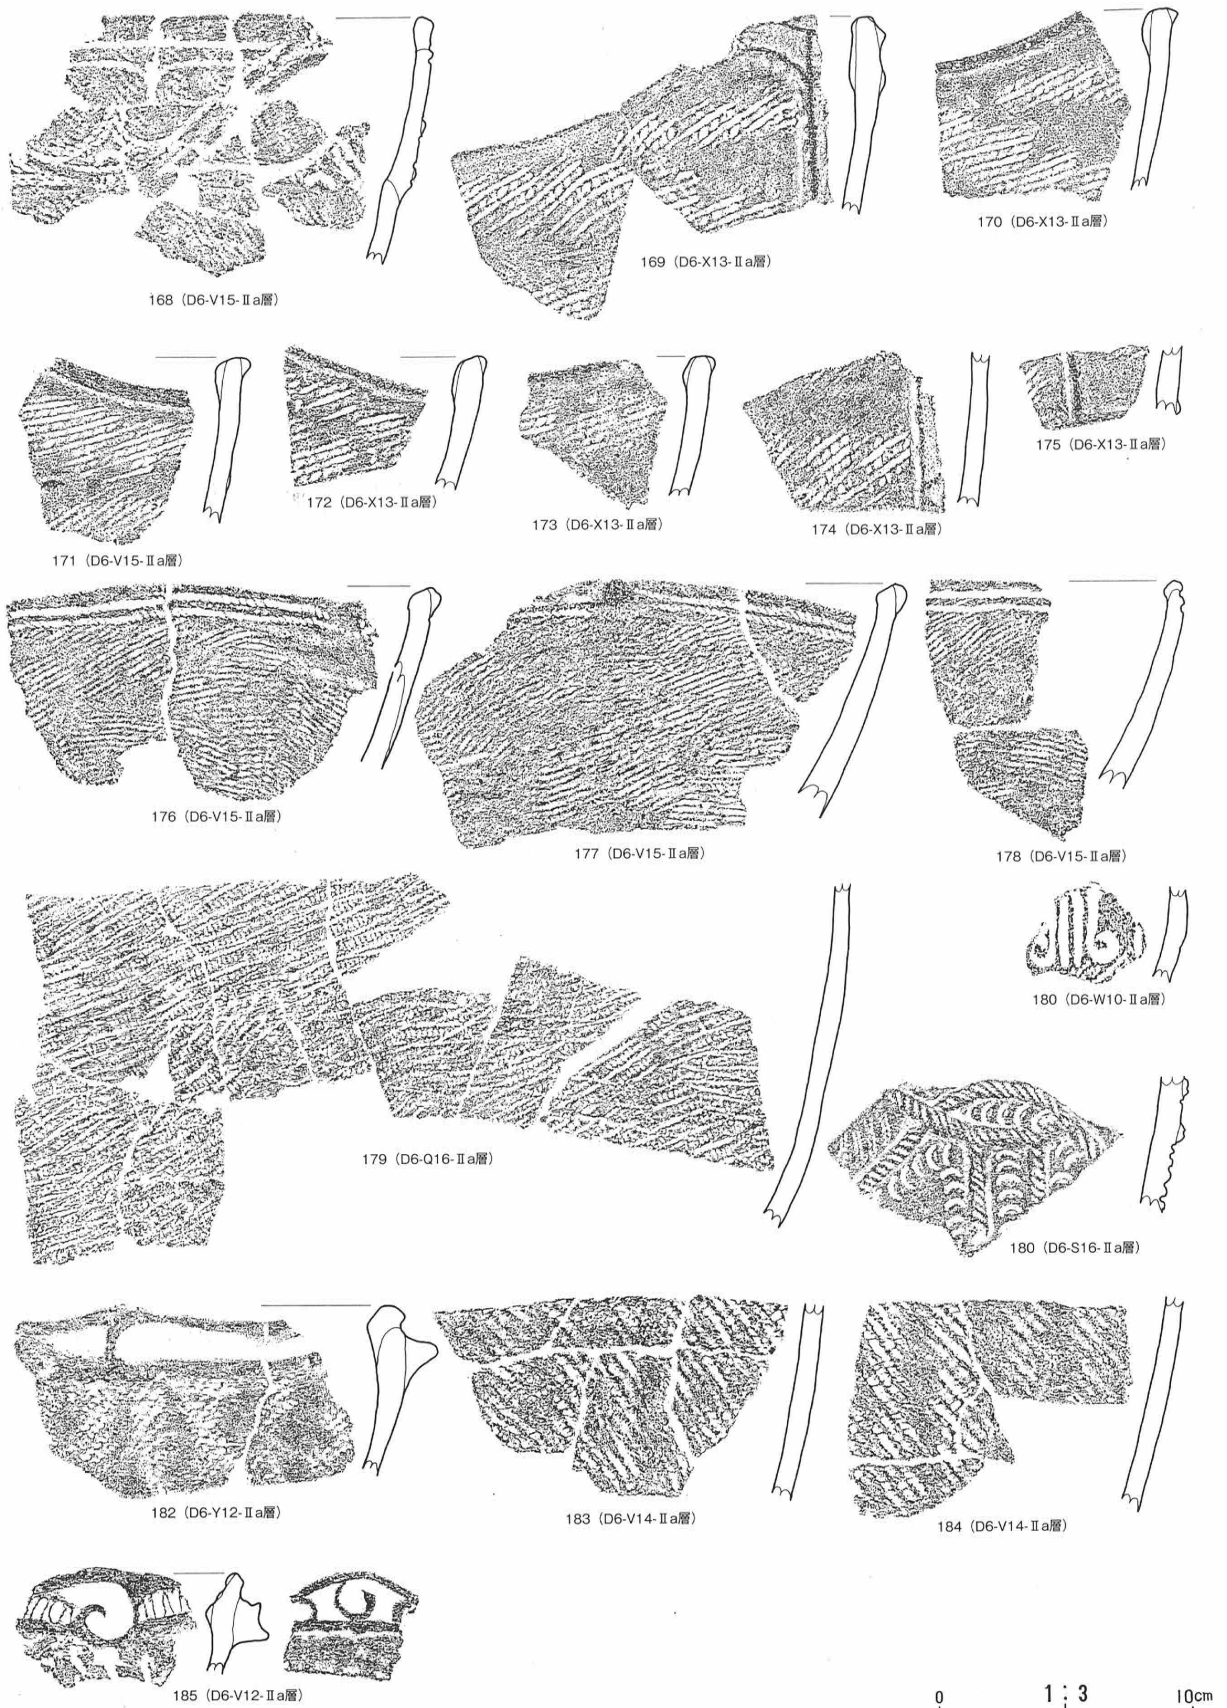 168（D6-V15-Ⅱa層）
169（D6-X13-Ⅱa層）
170（D6-X13-Ⅱa層）
171（D6-V15-Ⅱa層）
172（D6-X13-Ⅱa層）
173（D6-X13-Ⅱa層）
174（D6-X13-Ⅱa層）
175（D6-X13-Ⅱa層）
176（D6-V15-Ⅱa層）
177（D6-V15-Ⅱa層）
178（D6-V15-Ⅱa層）
179（D6-Q16-Ⅱa層）
180（D6-W10-Ⅱa層）
180（D6-S16-Ⅱa層）
182（D6-Y12-Ⅱa層）
183（D6-V14-Ⅱa層）
184（D6-V14-Ⅱa層）
185（D6-V12-Ⅱa層）
0 1:3 10cm